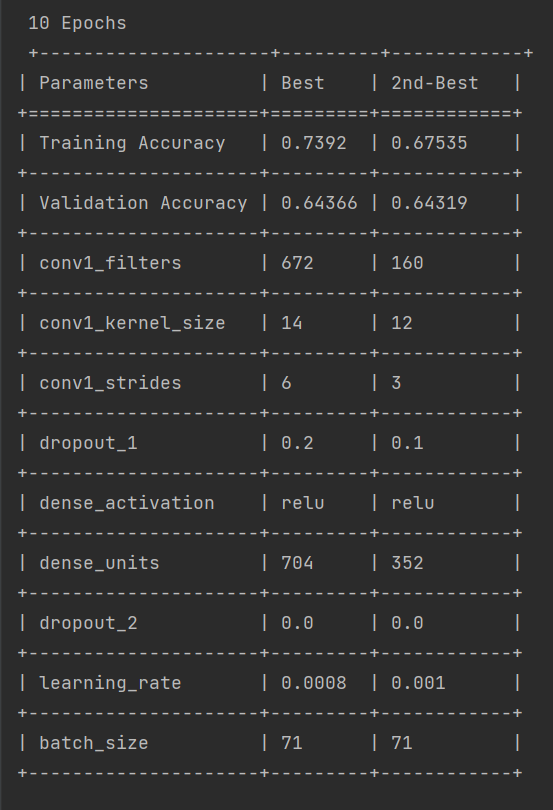 10 Epochs
+---------------------+---------+------------+
| Parameters | Best | 2nd-Best |
+=====================+=========+============+
| Training Accuracy | 0.7392 | 0.67535 |
+---------------------+---------+------------+
| Validation Accuracy | 0.64366 | 0.64319 |
+---------------------+---------+------------+
| conv1_filters | 672 | 160 |
+---------------------+---------+------------+
| conv1_kernel_size | 14 | 12 |
+---------------------+---------+------------+
| conv1_strides | 6 | 3 |
+---------------------+---------+------------+
| dropout_1 | 0.2 | 0.1 |
+---------------------+---------+------------+
| dense_activation | relu | relu |
+---------------------+---------+------------+
| dense_units | 704 | 352 |
+---------------------+---------+------------+
| dropout_2 | 0.0 | 0.0 |
+---------------------+---------+------------+
| learning_rate | 0.0008 | 0.001 |
+---------------------+---------+------------+
| batch_size | 71 | 71 |
+---------------------+---------+------------+